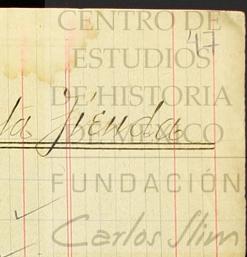 CENTRO DE
47
ESTUDIOS
DE HISTORIA
la tienda
DE MÉXICO
FUNDACIÓN
Carlos Slim